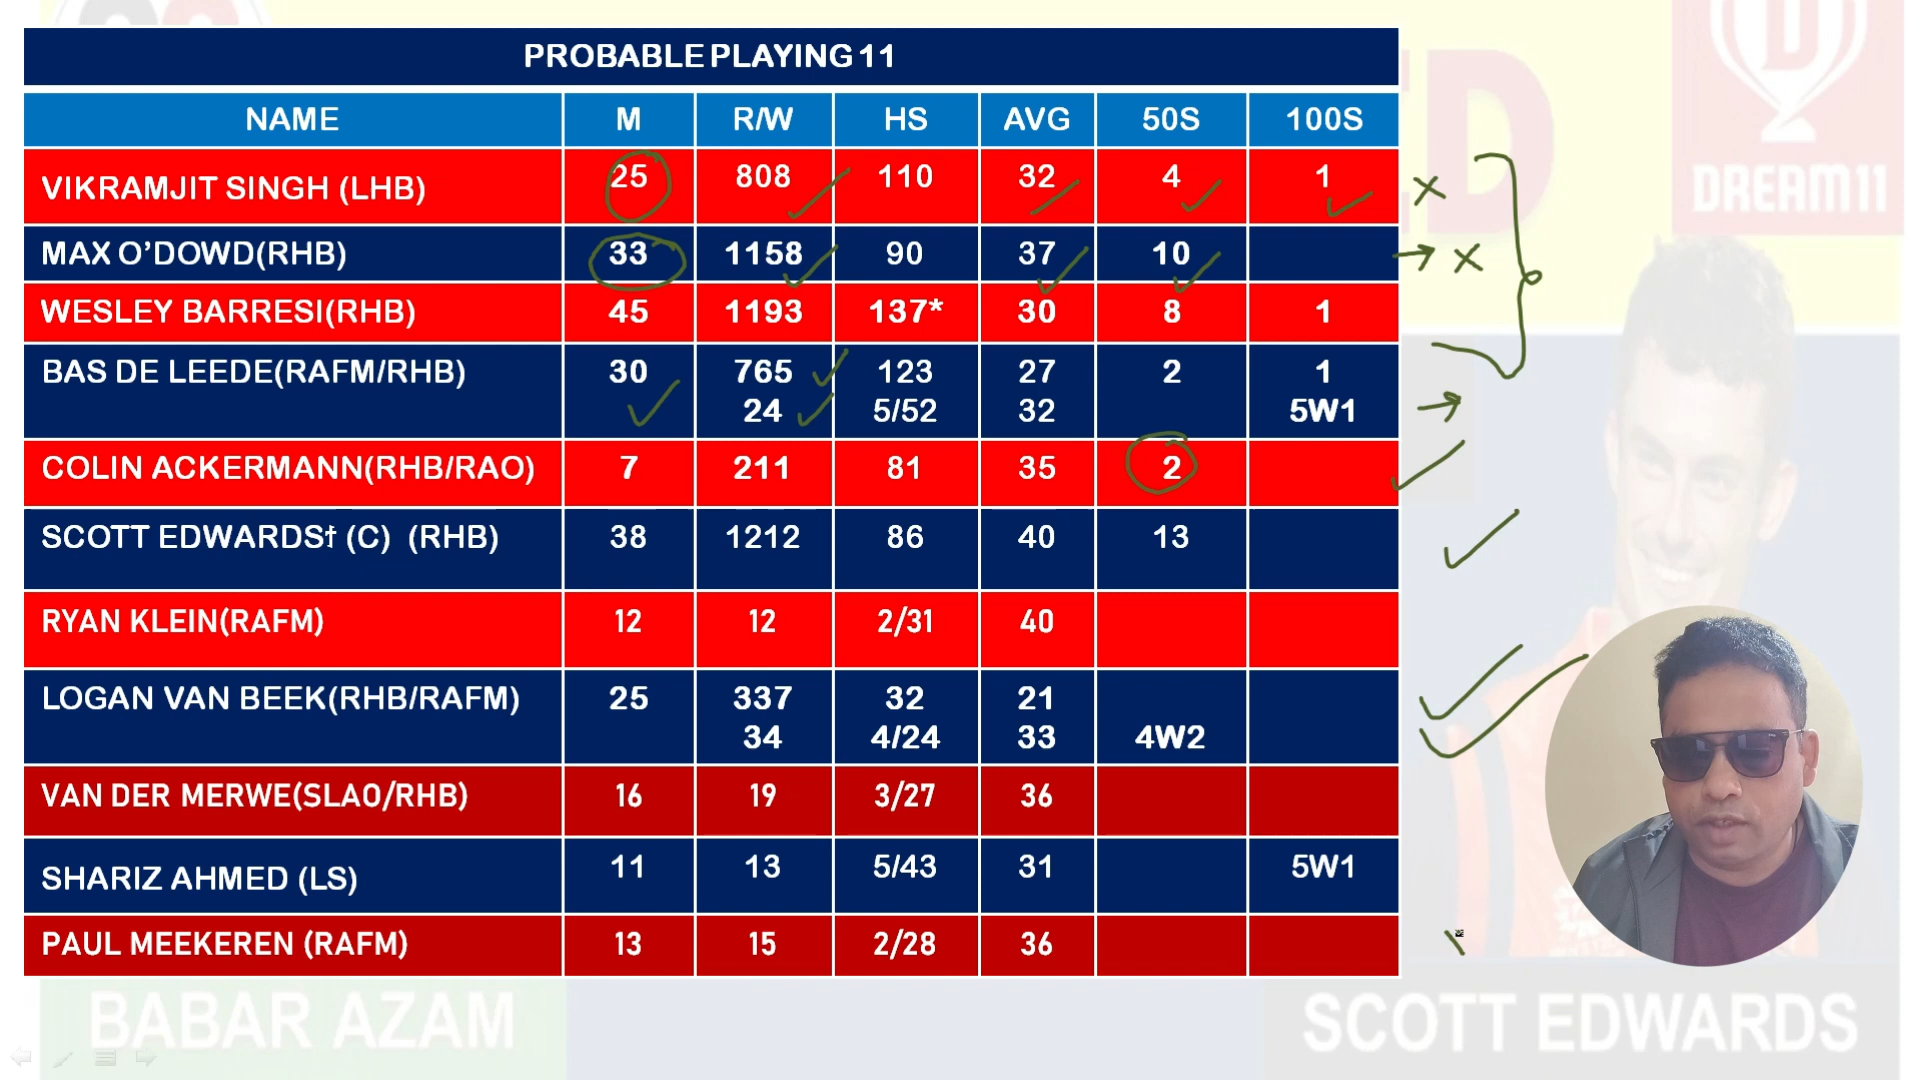 PROBABLE PLAYING 11
NAME M R/W HS AVG 50S 100S
VIKRAMJIT SINGH (LHB) 25 808 110 32 4 1
MAX O’DOWD(RHB) 33 1158 90 37 10
WESLEY BARRESI(RHB) 45 1193 137* 30 8 1
BAS DE LEEDE(RAFM/RHB) 30 765 123 27 2 1
24 5/52 32 5W1
COLIN ACKERMANN(RHB/RAO) 7 211 81 35 2
SCOTT EDWARDS† (C) (RHB) 38 1212 86 40 13
RYAN KLEIN(RAFM) 12 12 2/31 40
LOGAN VAN BEEK(RHB/RAFM) 25 337 32 21
34 4/24 33 4W2
VAN DER MERWE(SLAO/RHB) 16 19 3/27 36
SHARIZ AHMED (LS) 11 13 5/43 31 5W1
PAUL MEEKEREN (RAFM) 13 15 2/28 36
DREAM11
BABAR AZAM
SCOTT EDWARDS